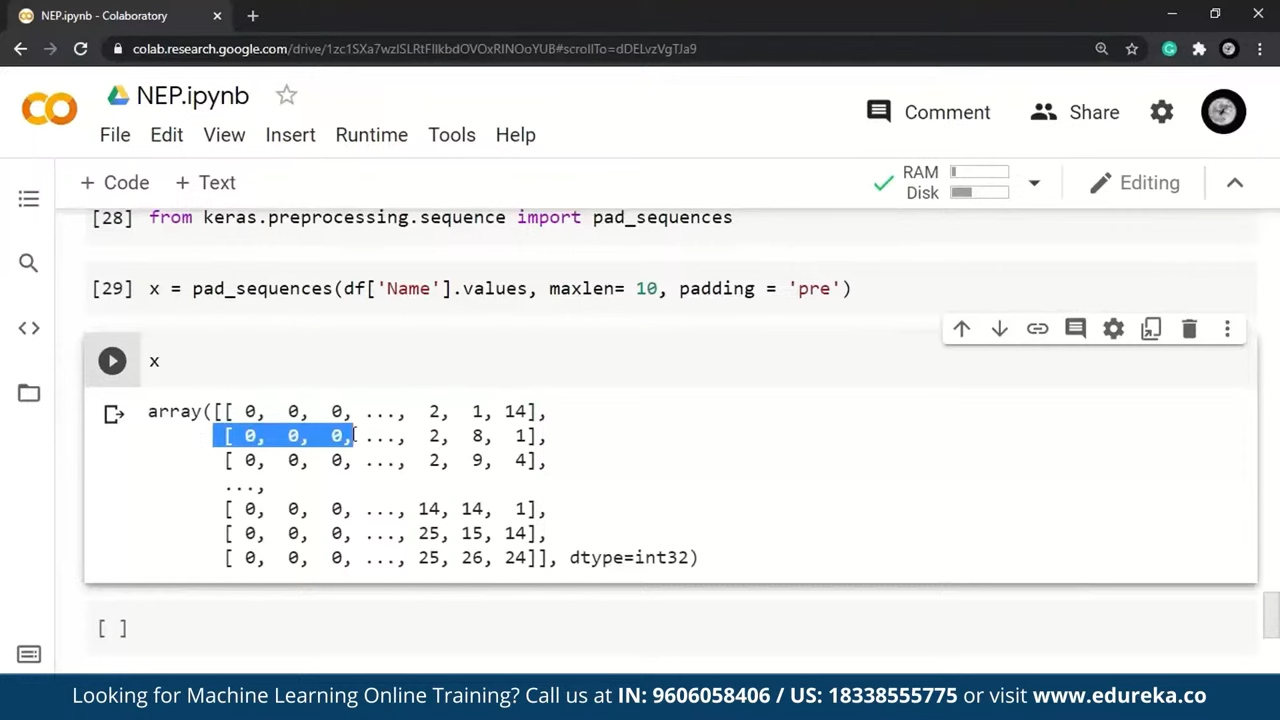 NEP.ipynb - Colaboratory
colab.research.google.com/drive/1zc1SXa7wzISLRtFIlkbdOVOxRINOoYUB#scrollTo=dDELvzVgTJa9
NEP.ipynb
Comment
Share
File Edit View Insert Runtime Tools Help
+ Code + Text
RAM
Disk
Editing
[28] from keras.preprocessing.sequence import pad_sequences
[29] x = pad_sequences(df['Name'].values, maxlen= 10, padding = 'pre')
x
array([[ 0, 0, 0, ..., 2, 1, 14],
[ 0, 0, 0, ..., 2, 8, 1],
[ 0, 0, 0, ..., 2, 9, 4],
...,
[ 0, 0, 0, ..., 14, 14, 1],
[ 0, 0, 0, ..., 25, 15, 14],
[ 0, 0, 0, ..., 25, 26, 24]], dtype=int32)
[ ]
Looking for Machine Learning Online Training? Call us at IN: 9606058406 / US: 18338555775 or visit www.edureka.co